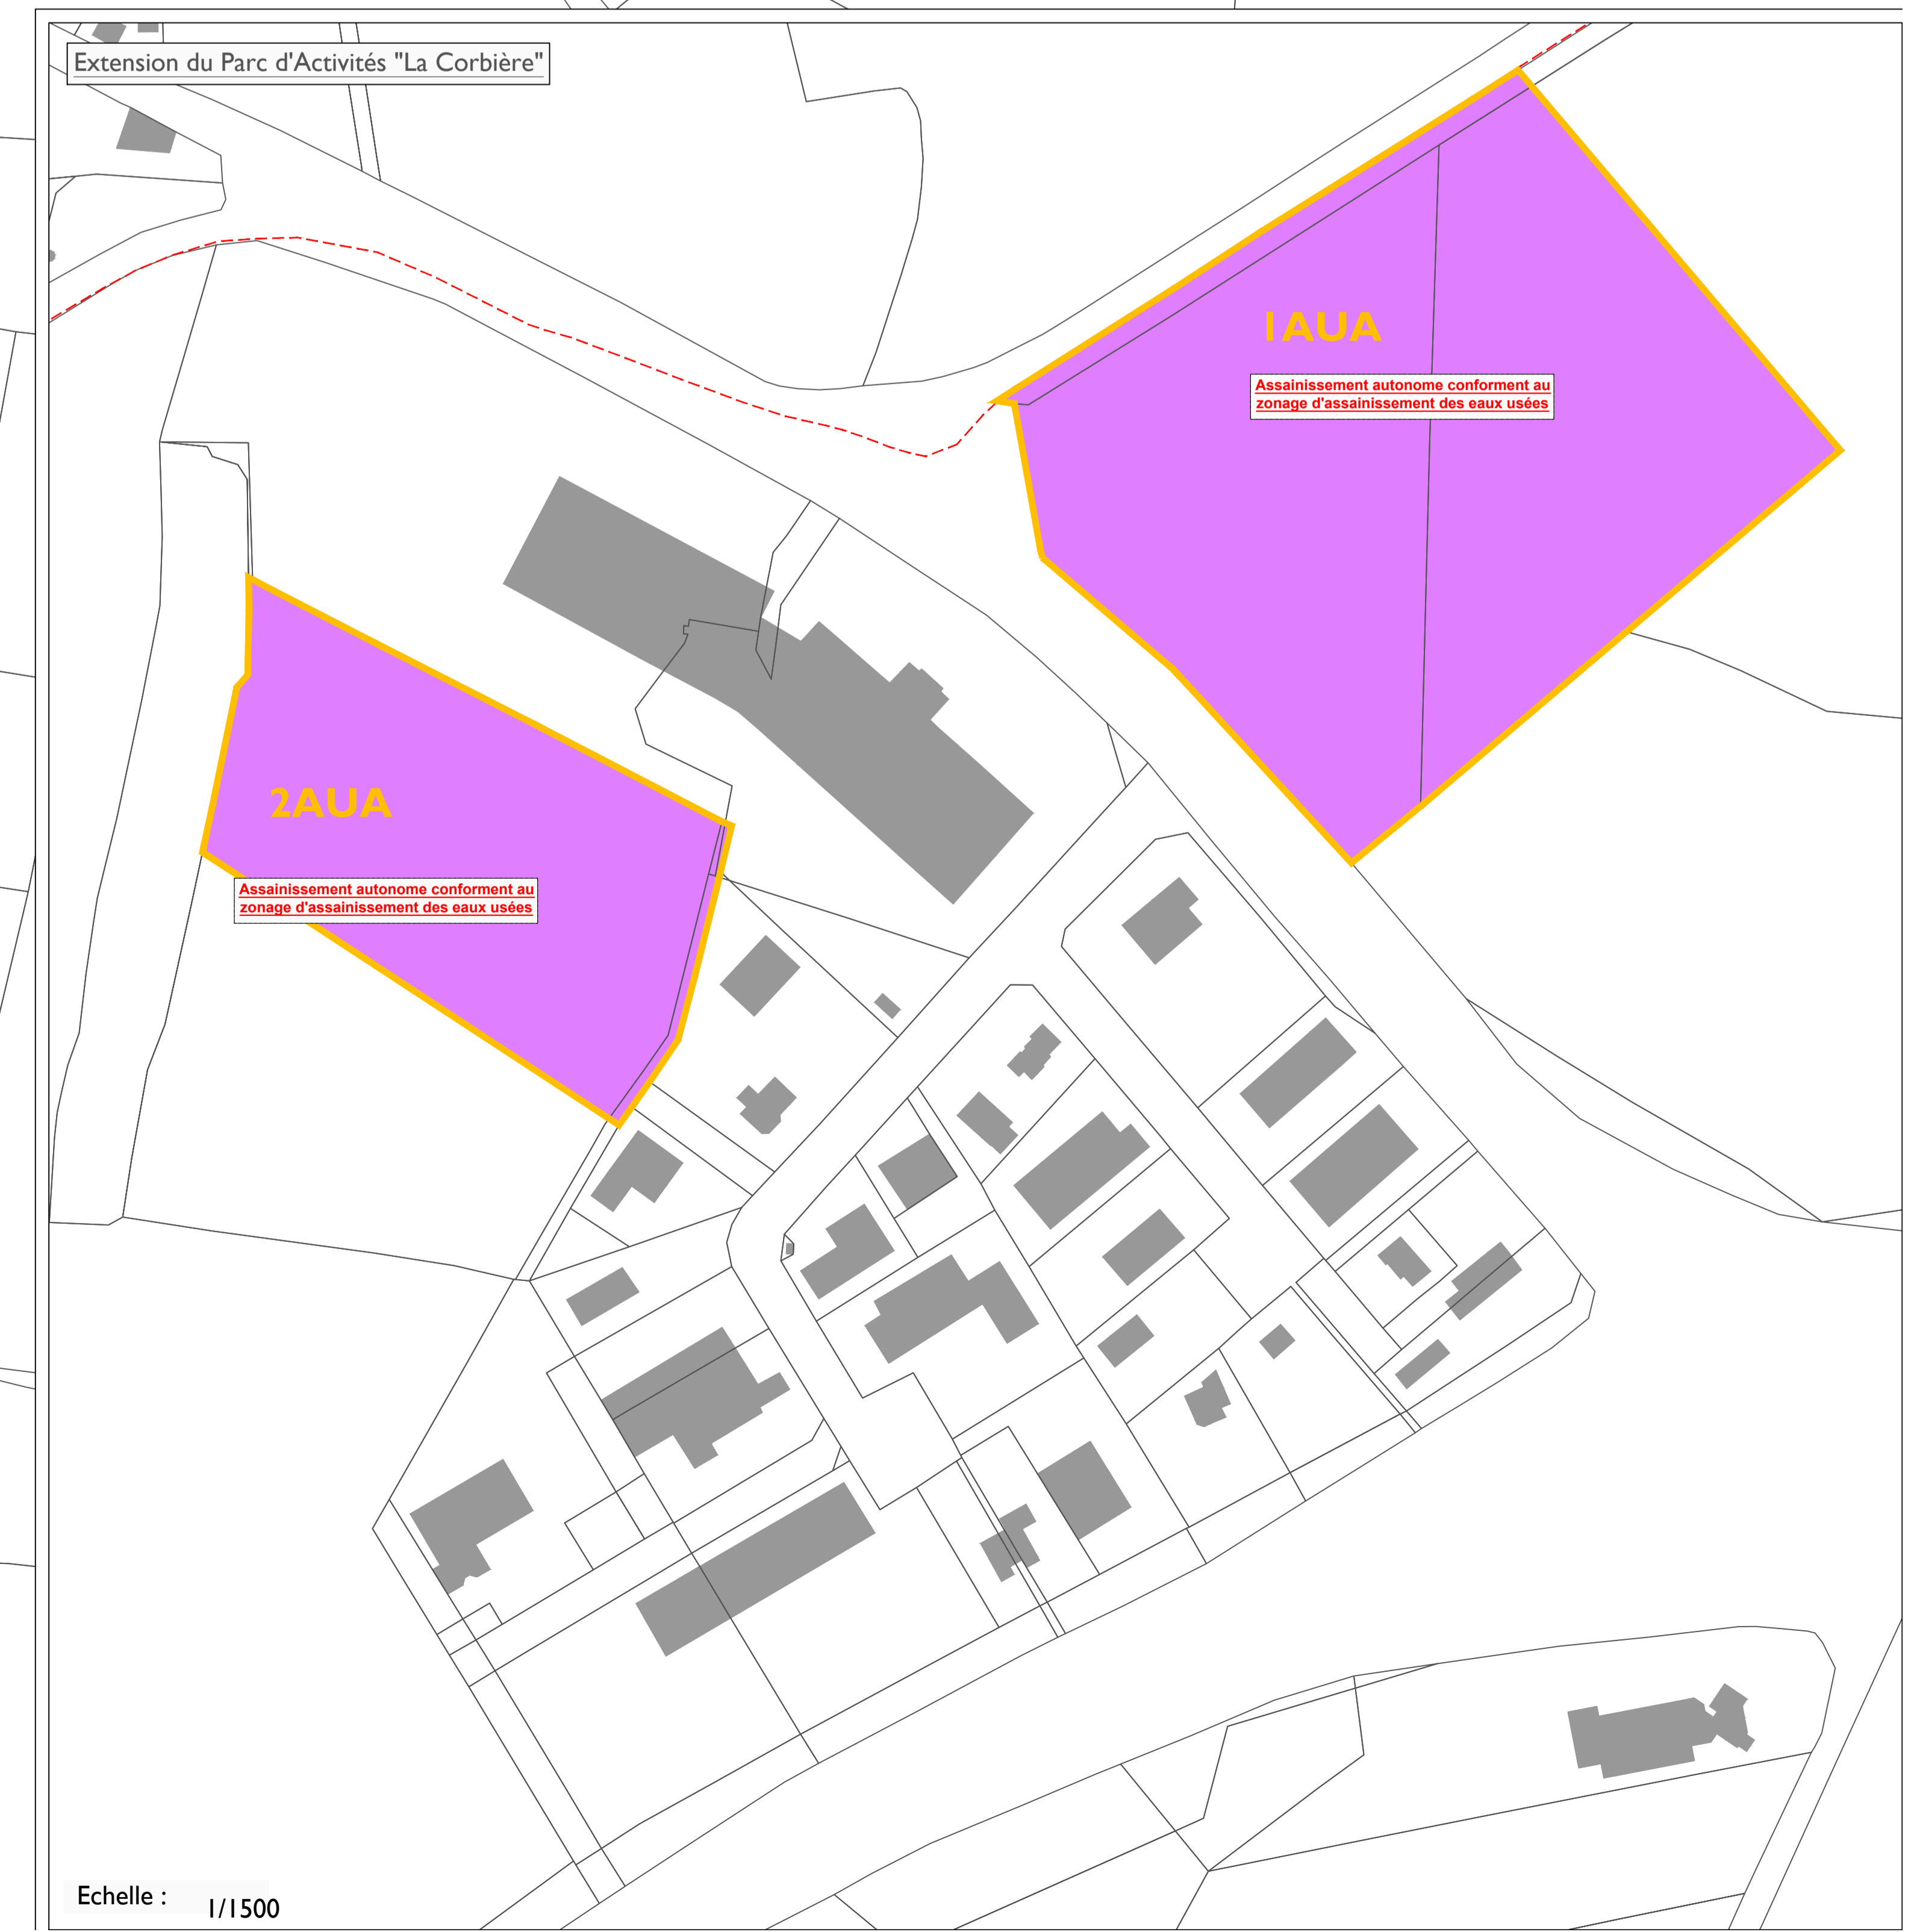 Extension du Parc d'Activités "La Corbière"
1AUA
Assainissement autonome conforment au
zonage d'assainissement des eaux usées
2AUA
Assainissement autonome conforment au
zonage d'assainissement des eaux usées
Echelle :
1/1500